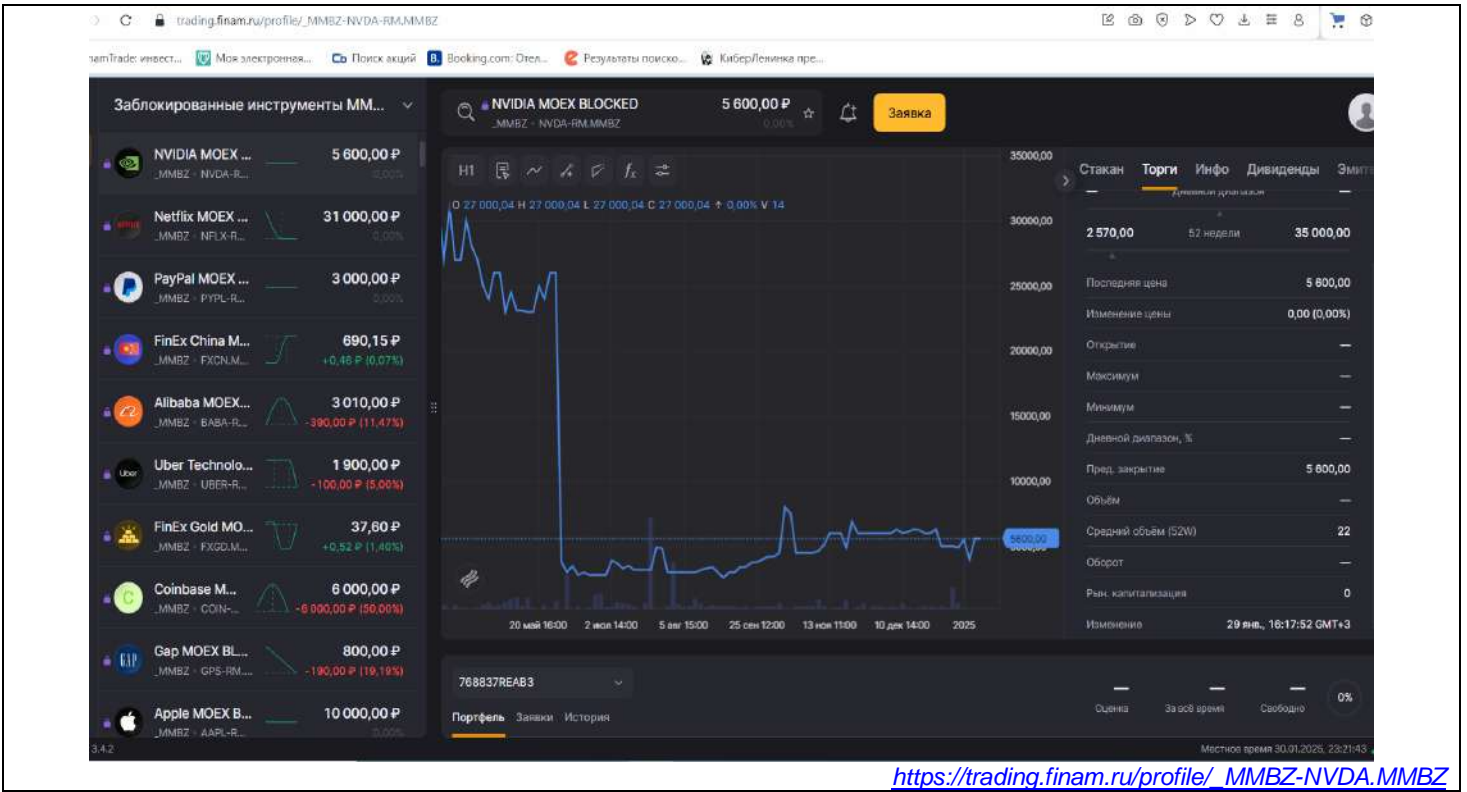 trading.finam.ru/profile/_MMBZ-NVDA-RM.MMBZ
namTrade: инвест... Моя электронная... Поиск акций Booking.com: Отел... Результаты поиско... КиберЛенинка пре...
Заблокированные инструменты ММ...
NVIDIA MOEX BLOCKED 5 600,00 ₽
_MMBZ · NVDA-RM.MMBZ 0,00%
Заявка
NVIDIA MOEX ... 5 600,00 ₽
_MMBZ · NVDA-R... 0,00%
Netflix MOEX ... 31 000,00 ₽
_MMBZ · NFLX-R... 0,00%
PayPal MOEX ... 3 000,00 ₽
_MMBZ · PYPL-R... 0,00%
FinEx China M... 690,15 ₽
_MMBZ · FXCN.M... +0,46 ₽ (0,07%)
Alibaba MOEX... 3 010,00 ₽
_MMBZ · BABA-R... -390,00 ₽ (11,47%)
Uber Technolo... 1 900,00 ₽
_MMBZ · UBER-R... -100,00 ₽ (5,00%)
FinEx Gold MO... 37,60 ₽
_MMBZ · FXGD.M... +0,52 ₽ (1,40%)
Coinbase M... 6 000,00 ₽
_MMBZ · COIN-... -6 000,00 ₽ (50,00%)
Gap MOEX BL... 800,00 ₽
_MMBZ · GPS-RM.... -190,00 ₽ (19,19%)
Apple MOEX B... 10 000,00 ₽
_MMBZ · AAPL-R... 0,00%
3.4.2
H1
O 27 000,04 H 27 000,04 L 27 000,04 C 27 000,04 ↑ 0,00% V 14
35000,00
30000,00
25000,00
20000,00
15000,00
10000,00
5600,00
20 май 16:00 2 июл 14:00 5 авг 15:00 25 сен 12:00 13 ноя 11:00 10 дек 14:00 2025
768837REAB3
Портфель Заявки История
Стакан Торги Инфо Дивиденды Эмит
Дневной диапазон
2 570,00 52 недели 35 000,00
Последняя цена 5 600,00
Изменение цены 0,00 (0,00%)
Открытие —
Максимум —
Минимум —
Дневной диапазон, % —
Пред. закрытие 5 600,00
Объём —
Средний объём (52W) 22
Оборот —
Рын. капитализация 0
Изменение 29 янв., 16:17:52 GMT+3
— — — 0%
Оценка За всё время Свободно
Местное время 30.01.2025, 23:21:43
https://trading.finam.ru/profile/_MMBZ-NVDA.MMBZ